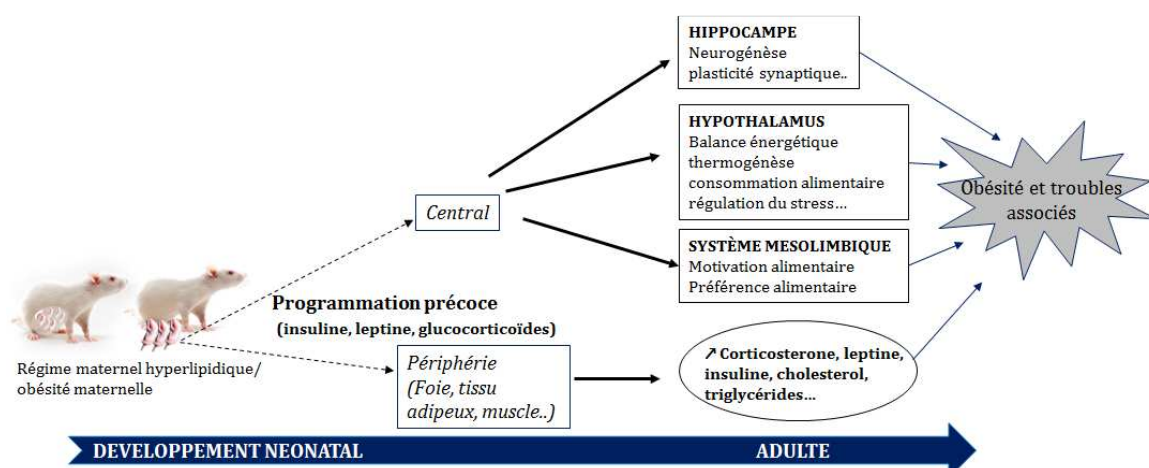 HIPPOCAMPE
Neurogénèse
plasticité synaptique..
HYPOTHALAMUS
Balance énergétique
thermogénèse
consommation alimentaire
régulation du stress...
Obésité et troubles
associés
Central
SYSTÈME MESOLIMBIQUE
Motivation alimentaire
Préférence alimentaire
Programmation précoce
(insuline, leptine, glucocorticoïdes)
Régime maternel hyperlipidique/
obésité maternelle
Périphérie
(Foie, tissu
adipeux, muscle..)
↗ Corticosterone, leptine,
insuline, cholesterol,
triglycérides...
DEVELOPPEMENT NEONATAL
ADULTE